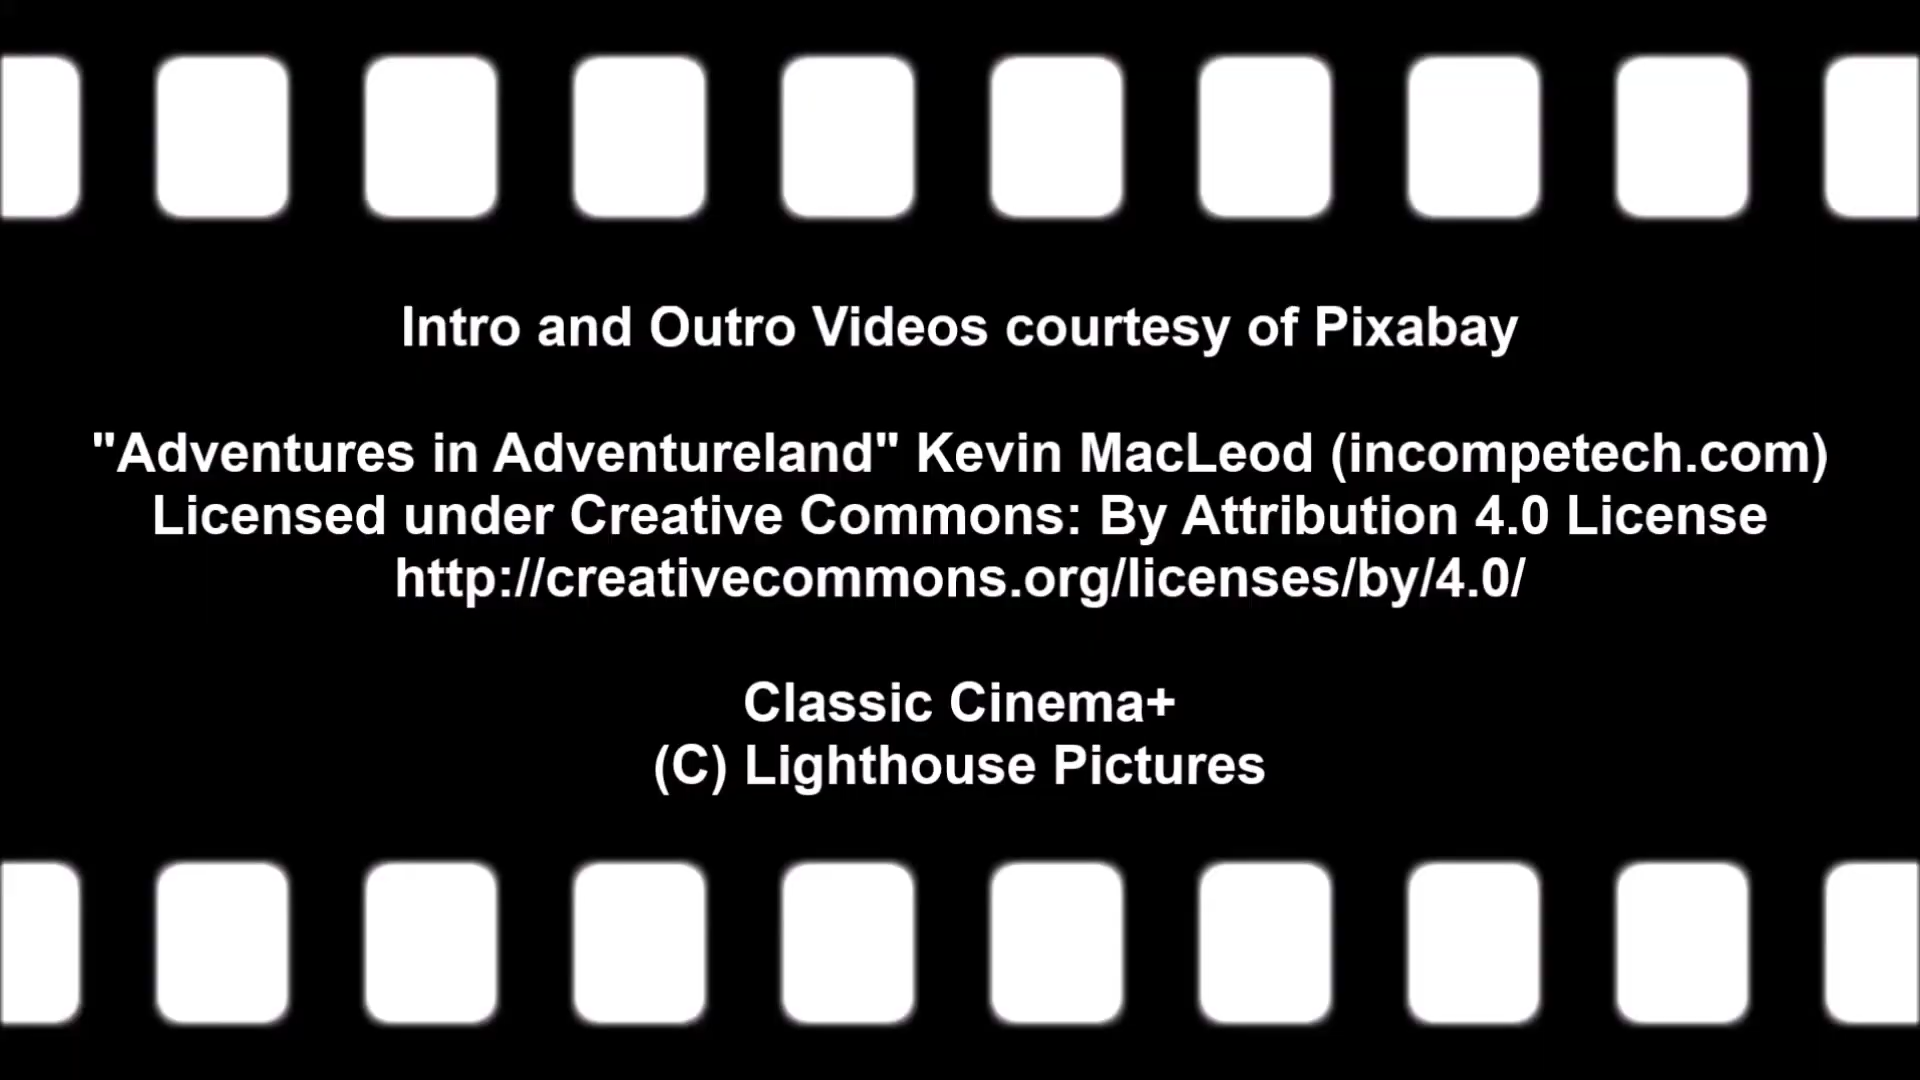 Intro and Outro Videos courtesy of Pixabay
"Adventures in Adventureland" Kevin MacLeod (incompetech.com)
Licensed under Creative Commons: By Attribution 4.0 License
http://creativecommons.org/licenses/by/4.0/
Classic Cinema+
(C) Lighthouse Pictures